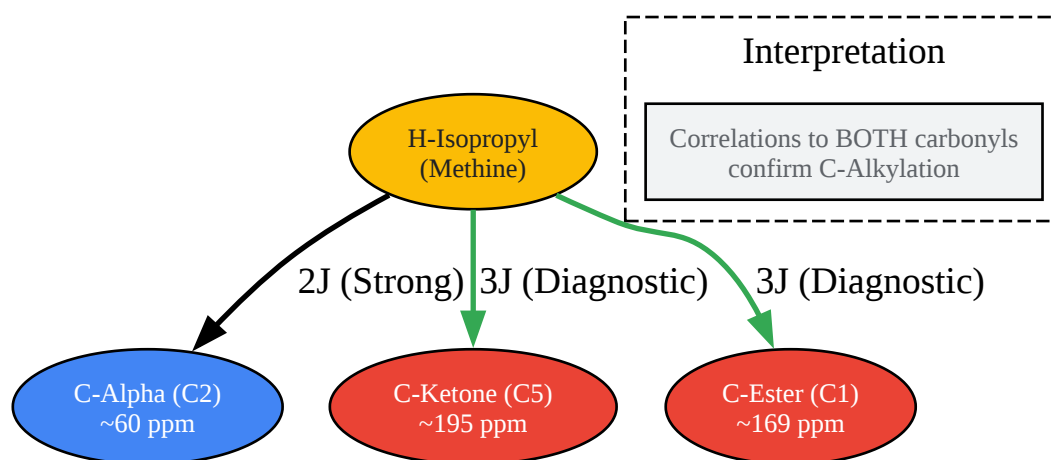 Interpretation
Correlations to BOTH carbonyls
confirm C-Alkylation
H-Isopropyl
(Methine)
2J (Strong)
3J (Diagnostic)
3J (Diagnostic)
C-Alpha (C2)
~60 ppm
C-Ketone (C5)
~195 ppm
C-Ester (C1)
~169 ppm